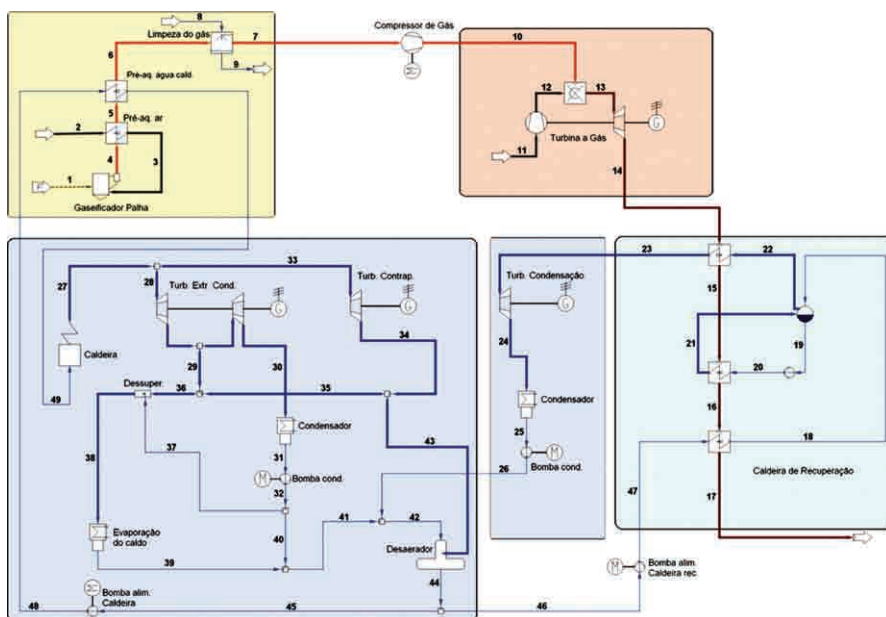 8
Limpeza do gás
7
Compressor de Gás
10
6
9
Pré-aq. água cald.
12
13
5
Pré-aq. ar
2
3
G
Turbina a Gás
4
11
1
14
Gaseificador Palha
33
23
22
27
28
Turb. Extr. Cond.
Turb. Contrap.
Turb. Condensação
15
G
G
G
34
21
19
Caldeira
24
29
30
20
Dessuper.
36
35
49
Condensador
16
Condensador
25
43
18
38
37
31
26
47
M
Caldeira de Recuperação
M
Bomba cond.
Bomba cond.
32
17
41
42
Evaporação
do caldo
40
Desaerador
39
44
M
Bomba alim.
Caldeira rec.
Bomba alim.
Caldeira
48
45
46